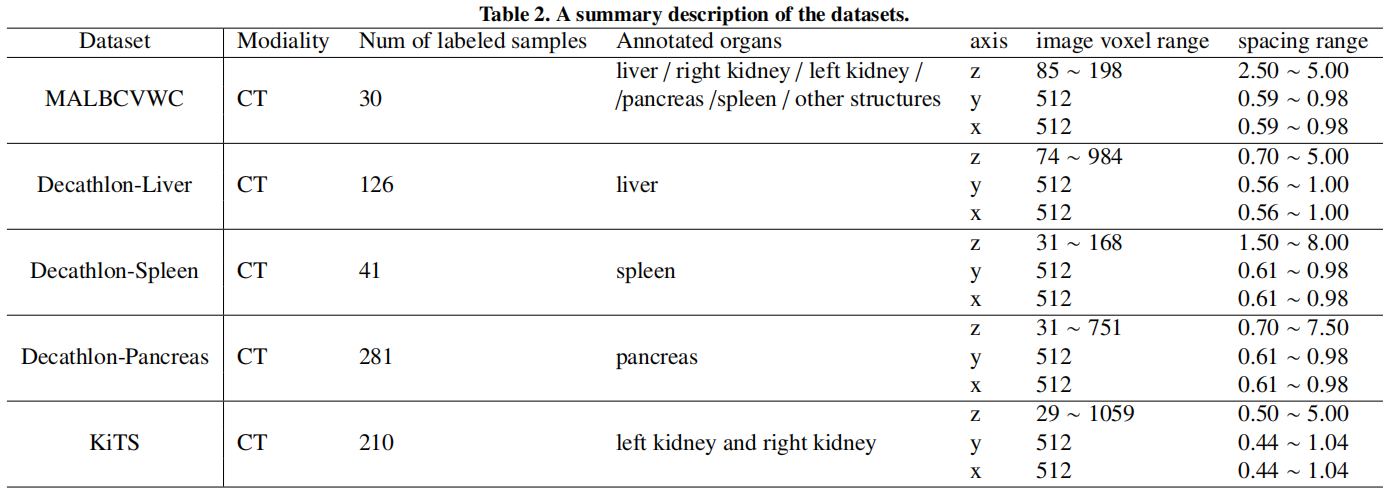 Table 2. A summary description of the datasets.
Dataset Modiality Num of labeled samples Annotated organs axis image voxel range spacing range
liver / right kidney / left kidney / z 85 ~ 198 2.50 ~ 5.00
MALBCVWC CT 30 /pancreas /spleen / other structures y 512 0.59 ~ 0.98
x 512 0.59 ~ 0.98
z 74 ~ 984 0.70 ~ 5.00
Decathlon-Liver CT 126 liver y 512 0.56 ~ 1.00
x 512 0.56 ~ 1.00
z 31 ~ 168 1.50 ~ 8.00
Decathlon-Spleen CT 41 spleen y 512 0.61 ~ 0.98
x 512 0.61 ~ 0.98
z 31 ~ 751 0.70 ~ 7.50
Decathlon-Pancreas CT 281 pancreas y 512 0.61 ~ 0.98
x 512 0.61 ~ 0.98
z 29 ~ 1059 0.50 ~ 5.00
KiTS CT 210 left kidney and right kidney y 512 0.44 ~ 1.04
x 512 0.44 ~ 1.04